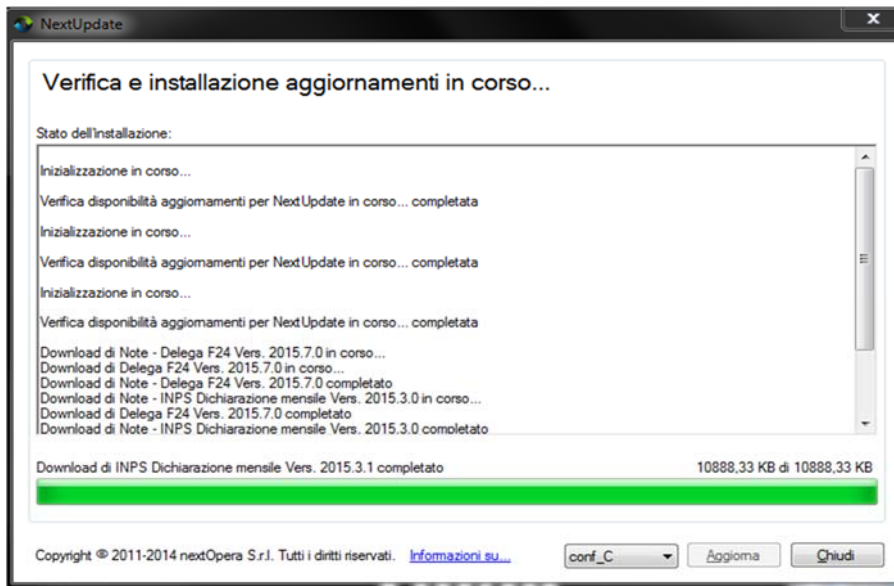 NextUpdate
Verifica e installazione aggiornamenti in corso...
Stato dell'installazione:
Inizializzazione in corso...
Verifica disponibilità aggiornamenti per NextUpdate in corso... completata
Inizializzazione in corso...
Verifica disponibilità aggiornamenti per NextUpdate in corso... completata
Inizializzazione in corso...
Verifica disponibilità aggiornamenti per NextUpdate in corso... completata
Download di Note - Delega F24 Vers. 2015.7.0 in corso...
Download di Delega F24 Vers. 2015.7.0 in corso...
Download di Note - Delega F24 Vers. 2015.7.0 completato
Download di Note - INPS Dichiarazione mensile Vers. 2015.3.0 in corso...
Download di Delega F24 Vers. 2015.7.0 completato
Download di Note - INPS Dichiarazione mensile Vers. 2015.3.0 completato
Download di INPS Dichiarazione mensile Vers. 2015.3.1 completato 10888,33 KB di 10888,33 KB
Copyright © 2011-2014 nextOpera S.r.l. Tutti i diritti riservati. Informazioni su... conf_C Aggiorna Chiudi